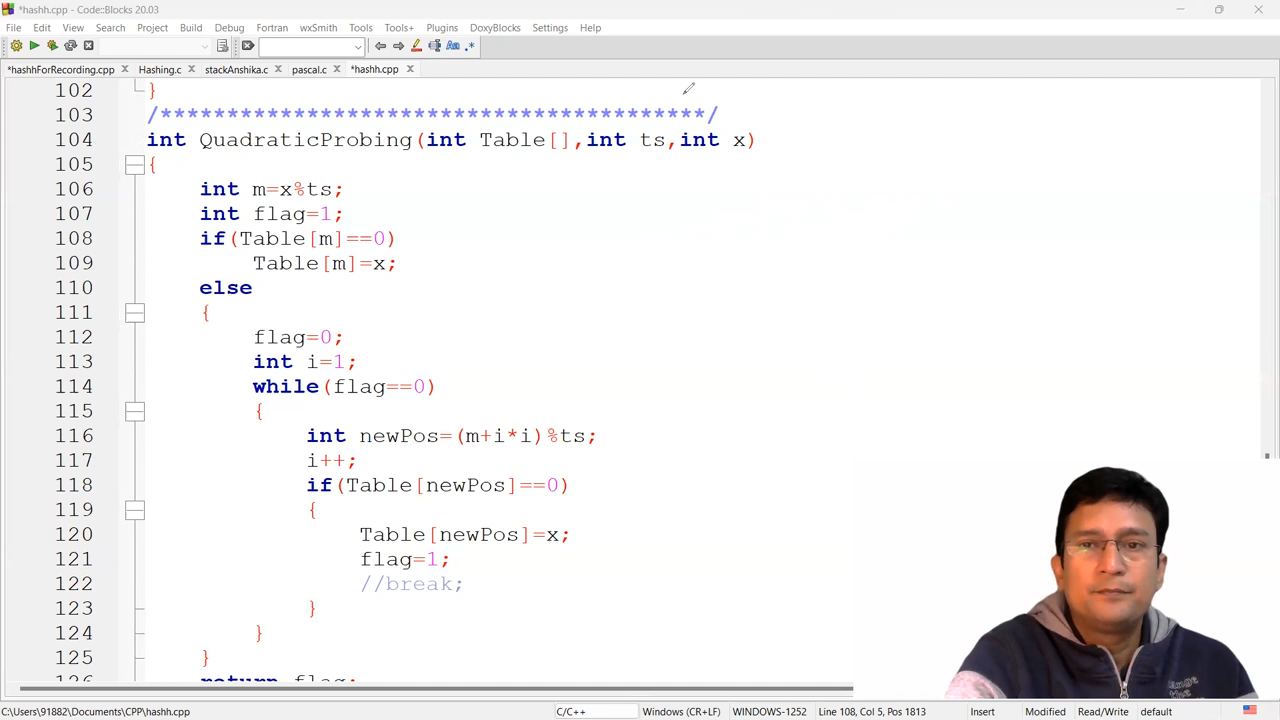 *hashh.cpp - Code::Blocks 20.03
File Edit View Search Project Build Debug Fortran wxSmith Tools Tools+ Plugins DoxyBlocks Settings Help
*hashhForRecording.cpp Hashing.c stackAnshika.c pascal.c *hashh.cpp
102 }
103 /*****************************************/
104 int QuadraticProbing(int Table[],int ts,int x)
105 {
106 int m=x%ts;
107 int flag=1;
108 if(Table[m]==0)
109 Table[m]=x;
110 else
111 {
112 flag=0;
113 int i=1;
114 while(flag==0)
115 {
116 int newPos=(m+i*i)%ts;
117 i++;
118 if(Table[newPos]==0)
119 {
120 Table[newPos]=x;
121 flag=1;
122 //break;
123 }
124 }
125 }
126 return flag;
C:\Users\91882\Documents\CPP\hashh.cpp C/C++ Windows (CR+LF) WINDOWS-1252 Line 108, Col 5, Pos 1813 Insert Modified Read/Write default